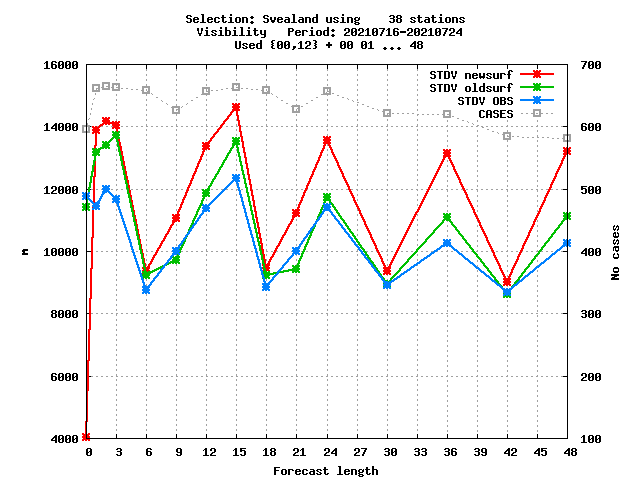 Selection: Svealand using    38 stations
Visibility   Period: 20210716-20210724
Used {00,12} + 00 01 ... 48
16000
14000
12000
10000
8000
6000
4000
m
700
600
500
400
300
200
100
No cases
STDV newsurf
STDV oldsurf
STDV OBS
CASES
0 3 6 9 12 15 18 21 24 27 30 33 36 39 42 45 48
Forecast length